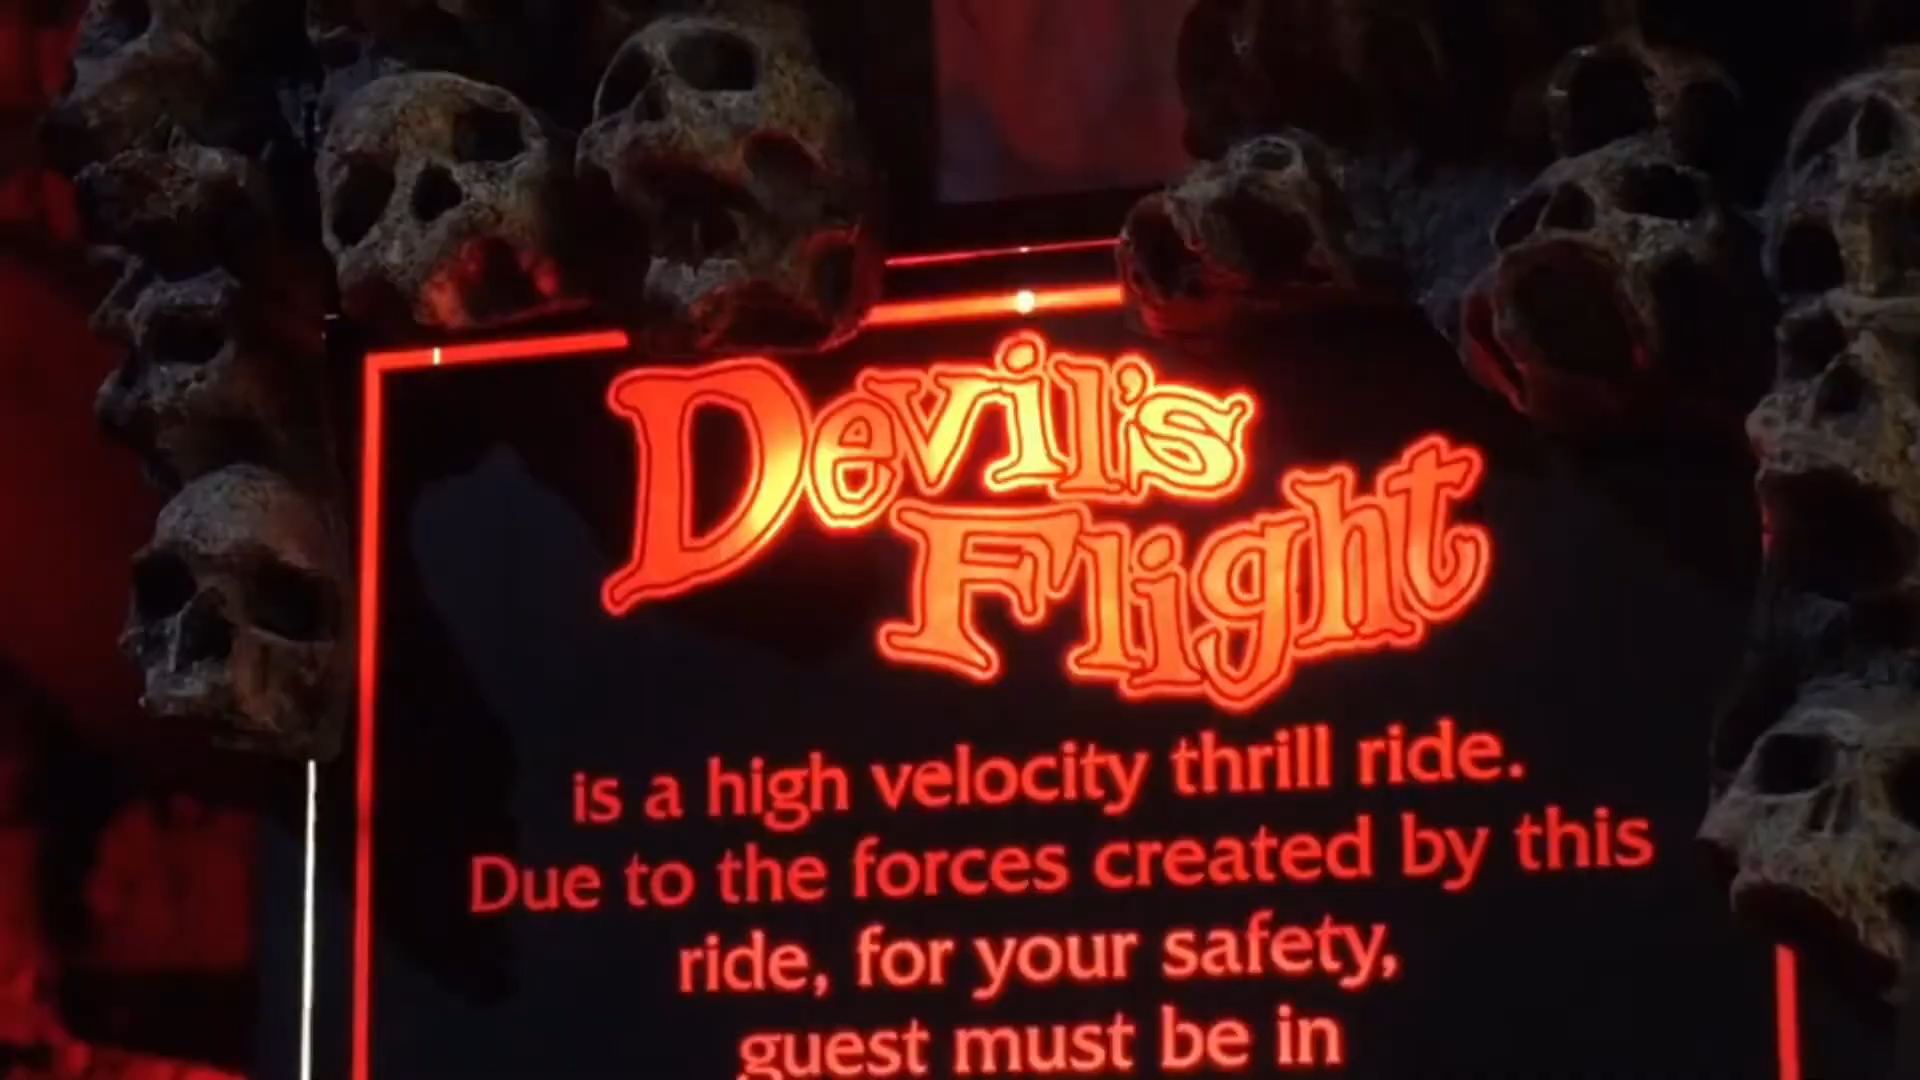 Devil's
Flight
is a high velocity thrill ride.
Due to the forces created by this
ride, for your safety,
guest must be in